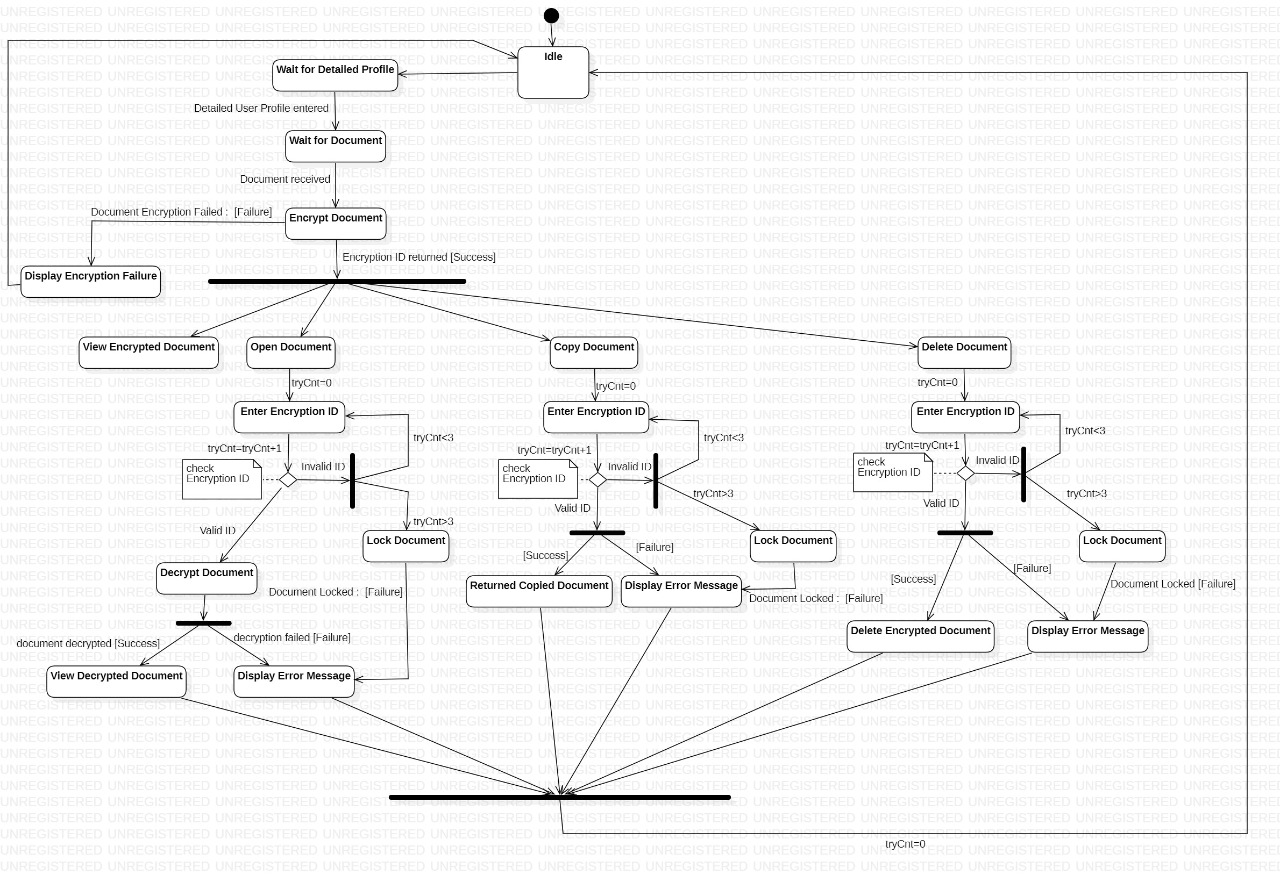 Idle
Wait for Detailed Profile
Detailed User Profile entered
Wait for Document
Document received
Document Encryption Failed :  [Failure]
Encrypt Document
Encryption ID returned [Success]
Display Encryption Failure
View Encrypted Document
Open Document
Copy Document
Delete Document
tryCnt=0
tryCnt=0
tryCnt=0
Enter Encryption ID
Enter Encryption ID
Enter Encryption ID
tryCnt<3
tryCnt<3
tryCnt<3
tryCnt=tryCnt+1
tryCnt=tryCnt+1
tryCnt=tryCnt+1
check
Encryption ID
Invalid ID
check
Encryption ID
Invalid ID
check
Encryption ID
Invalid ID
tryCnt>3
tryCnt>3
tryCnt>3
Valid ID
Valid ID
Valid ID
Lock Document
Lock Document
Lock Document
[Success]
[Failure]
Decrypt Document
Returned Copied Document
Display Error Message
[Success]
[Failure]
Document Locked :  [Failure]
Document Locked :  [Failure]
Document Locked [Failure]
document decrypted [Success]
decryption failed [Failure]
Delete Encrypted Document
Display Error Message
View Decrypted Document
Display Error Message
tryCnt=0
UNREGISTERED